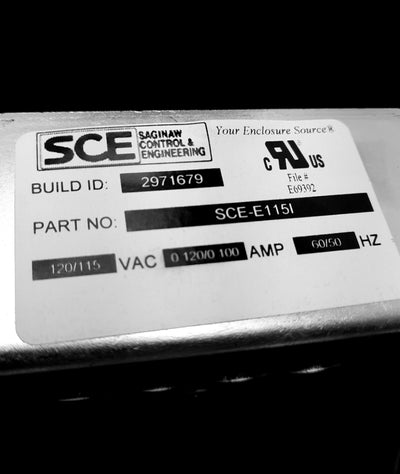 SCE SAGINAW CONTROL & ENGINEERING
Your Enclosure Source®
C RU US
File #
E69392
BUILD ID: 2971679
PART NO: SCE-E115I
120/115 VAC 0 120/0 100 AMP 60/50 HZ